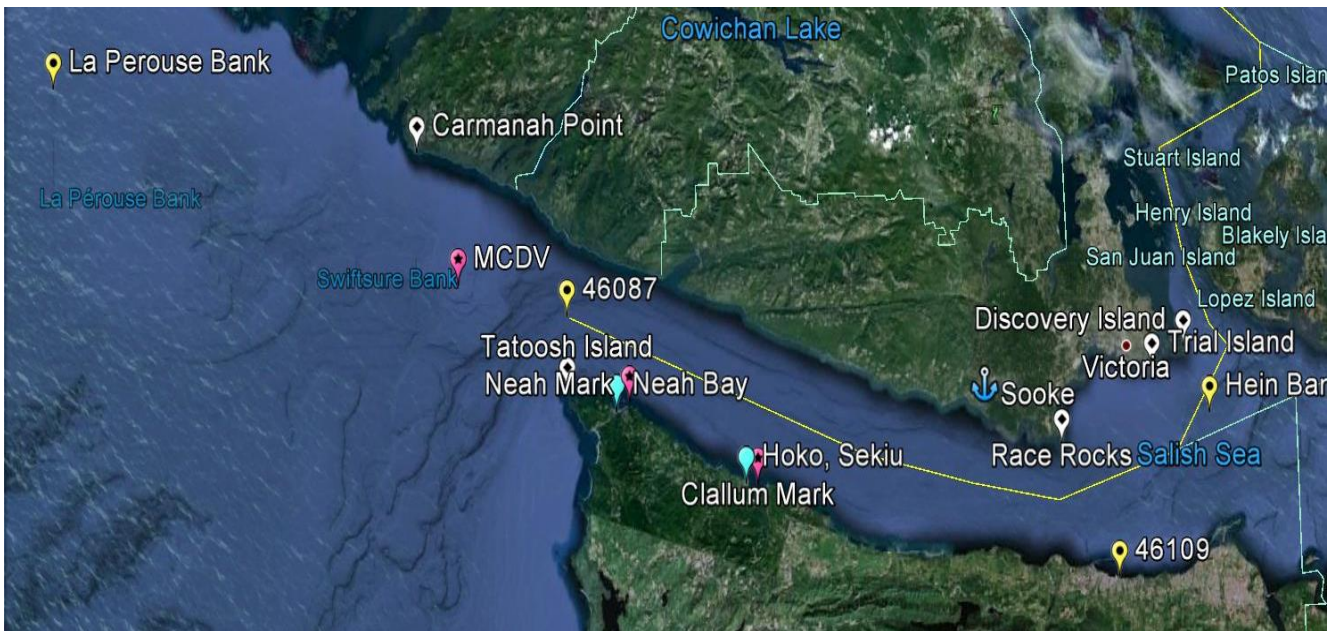 Cowichan Lake
La Perouse Bank
Patos Islan
Carmanah Point
Stuart Island
La Pérouse Bank
Henry Island
Blakely Isla
MCDV
San Juan Island
Swiftsure Bank
46087
Lopez Island
Discovery Island
Tatoosh Island
Trial Island
Victoria
Neah Mark
Neah Bay
Sooke
Hein Ban
Hoko, Sekiu
Race Rocks
Salish Sea
Clallum Mark
46109